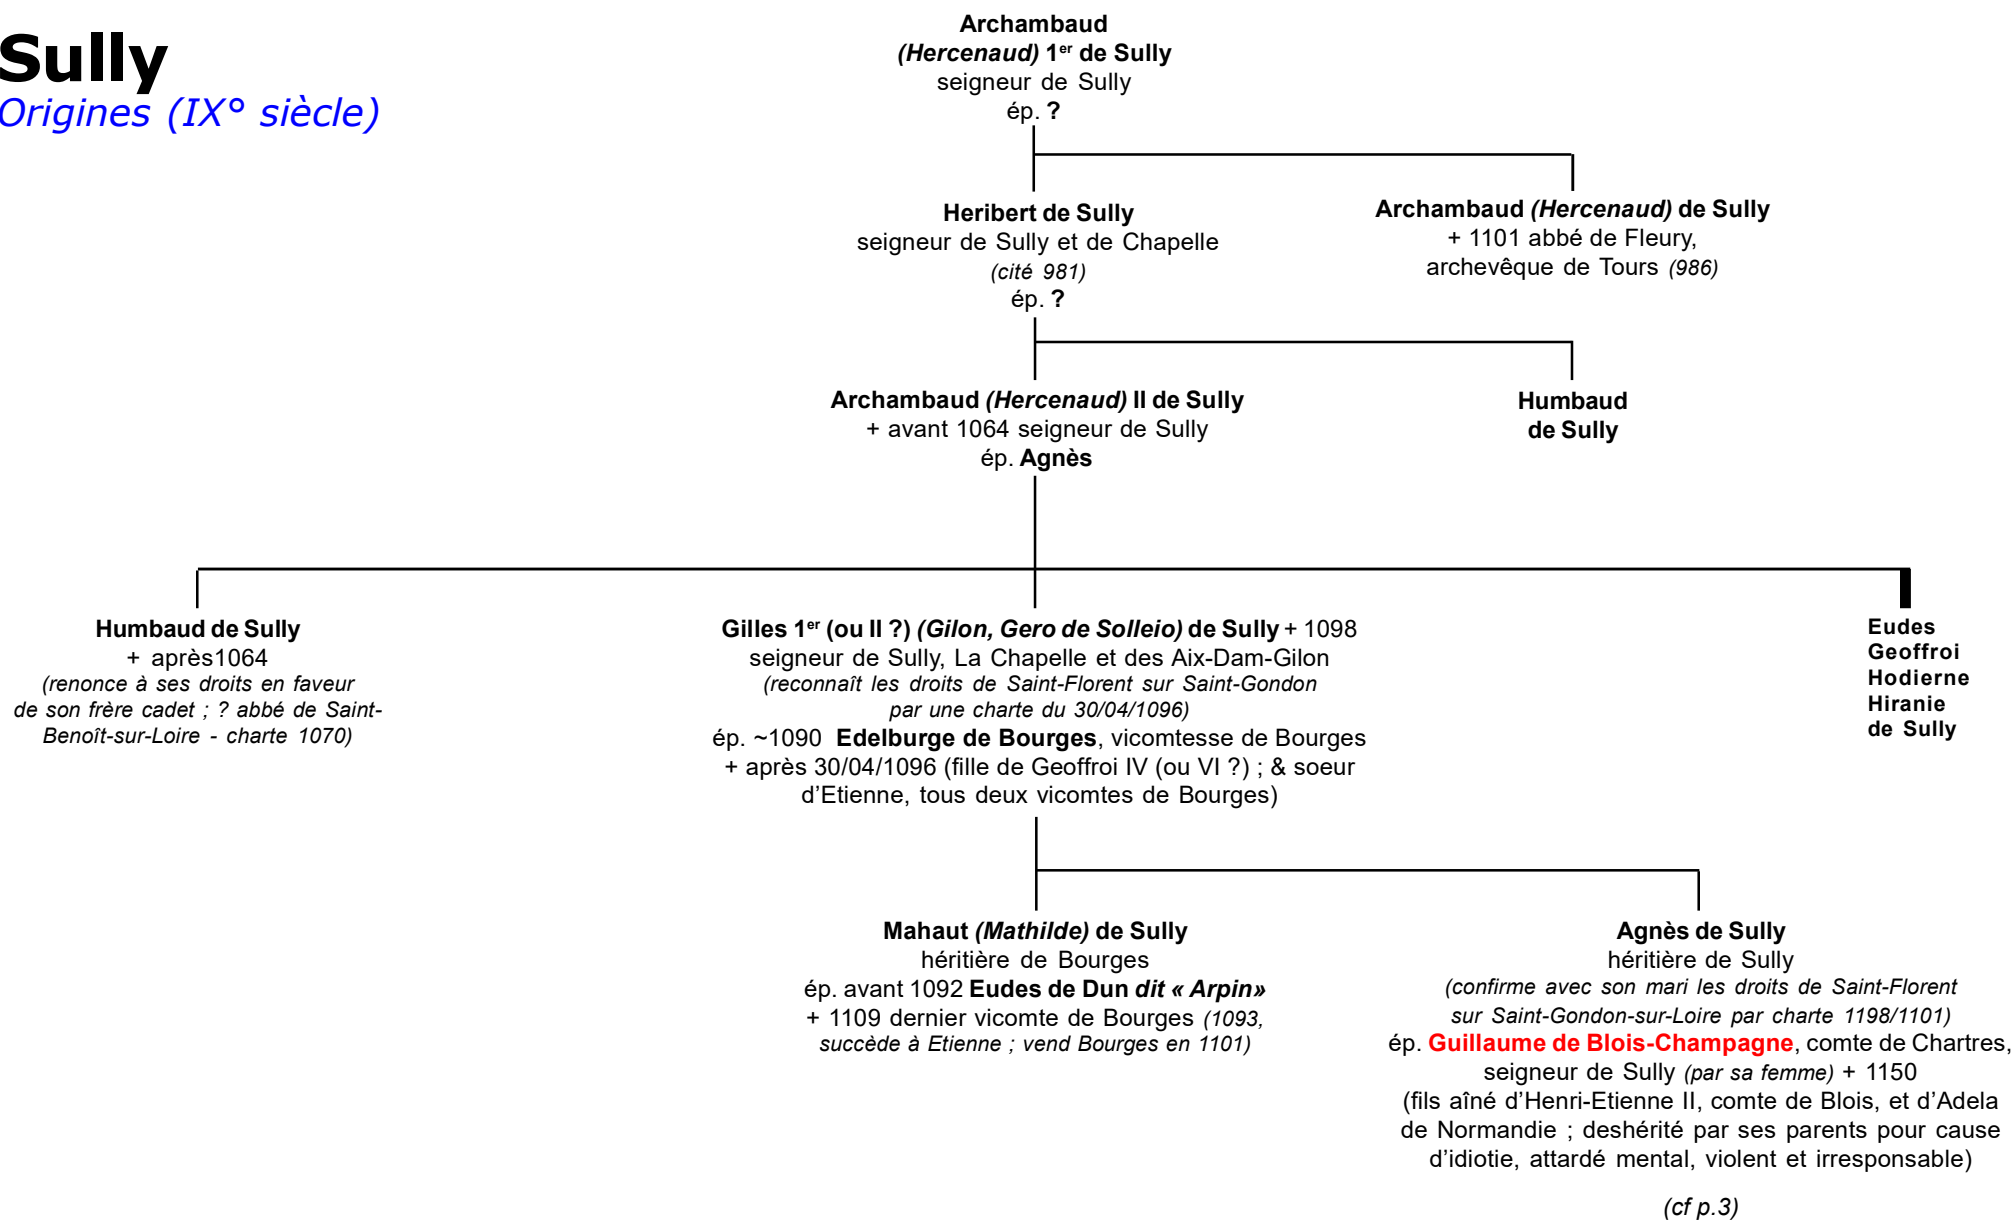 Sully
Origines (IX° siècle)
Archambaud
(Hercenaud) 1er de Sully
seigneur de Sully
ép. ?
Heribert de Sully
seigneur de Sully et de Chapelle
(cité 981)
ép. ?
Archambaud (Hercenaud) de Sully
+ 1101 abbé de Fleury,
archevêque de Tours (986)
Archambaud (Hercenaud) II de Sully
+ avant 1064 seigneur de Sully
ép. Agnès
Humbaud
de Sully
Humbaud de Sully
+ après1064
(renonce à ses droits en faveur
de son frère cadet ; ? abbé de Saint-
Benoît-sur-Loire - charte 1070)
Gilles 1er (ou II ?) (Gilon, Gero de Solleio) de Sully + 1098
seigneur de Sully, La Chapelle et des Aix-Dam-Gilon
(reconnaît les droits de Saint-Florent sur Saint-Gondon
par une charte du 30/04/1096)
ép. ~1090 Edelburge de Bourges, vicomtesse de Bourges
+ après 30/04/1096 (fille de Geoffroi IV (ou VI ?) ; & soeur
d'Etienne, tous deux vicomtes de Bourges)
Eudes
Geoffroi
Hodierne
Hiranie
de Sully
Mahaut (Mathilde) de Sully
héritière de Bourges
ép. avant 1092 Eudes de Dun dit « Arpin»
+ 1109 dernier vicomte de Bourges (1093,
succède à Etienne ; vend Bourges en 1101)
Agnès de Sully
héritière de Sully
(confirme avec son mari les droits de Saint-Florent
sur Saint-Gondon-sur-Loire par charte 1198/1101)
ép. Guillaume de Blois-Champagne, comte de Chartres,
seigneur de Sully (par sa femme) + 1150
(fils aîné d'Henri-Etienne II, comte de Blois, et d'Adela
de Normandie ; deshérité par ses parents pour cause
d'idiotie, attardé mental, violent et irresponsable)
(cf p.3)